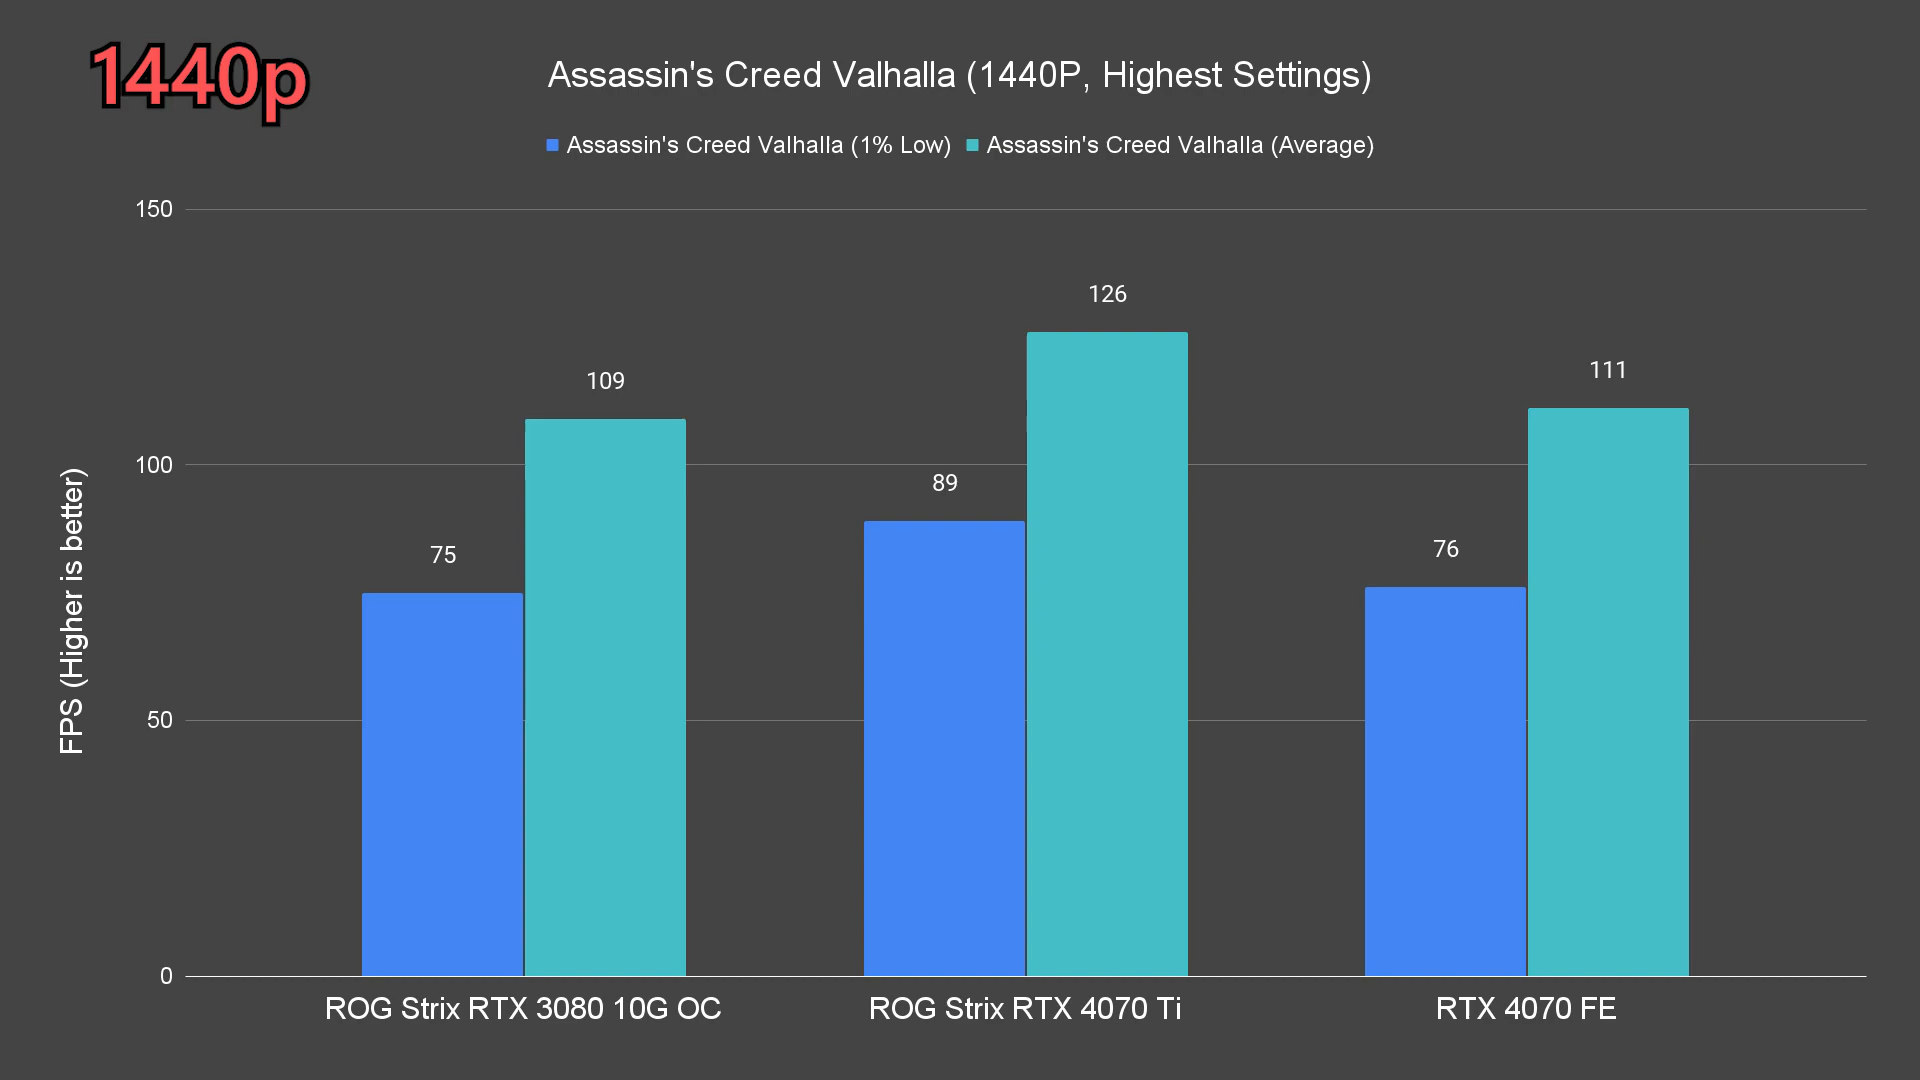 1440p
Assassin's Creed Valhalla (1440P, Highest Settings)
Assassin's Creed Valhalla (1% Low) Assassin's Creed Valhalla (Average)
FPS (Higher is better)
150
100
50
0
75
109
89
126
76
111
ROG Strix RTX 3080 10G OC
ROG Strix RTX 4070 Ti
RTX 4070 FE